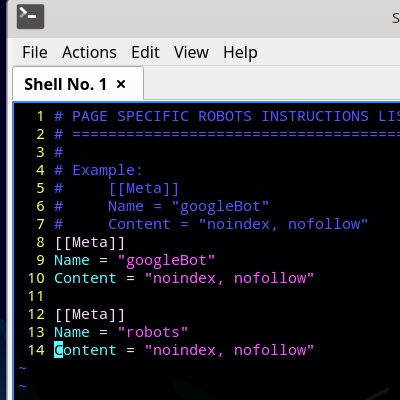 S
File Actions Edit View Help
Shell No. 1 ×
1 # PAGE SPECIFIC ROBOTS INSTRUCTIONS LIS
2 # ======================================
3 #
4 # Example:
5 #     [[Meta]]
6 #     Name = "googleBot"
7 #     Content = "noindex, nofollow"
8 [[Meta]]
9 Name = "googleBot"
10 Content = "noindex, nofollow"
11
12 [[Meta]]
13 Name = "robots"
14 Content = "noindex, nofollow"
~
~